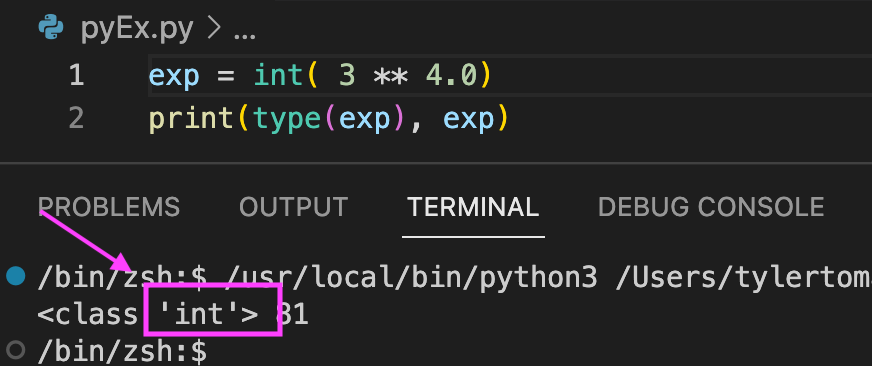 pyEx.py > ...
1 exp = int( 3 ** 4.0)
2 print(type(exp), exp)
PROBLEMS OUTPUT TERMINAL DEBUG CONSOLE
/bin/zsh:$ /usr/local/bin/python3 /Users/tylertom
<class 'int'> 81
/bin/zsh:$